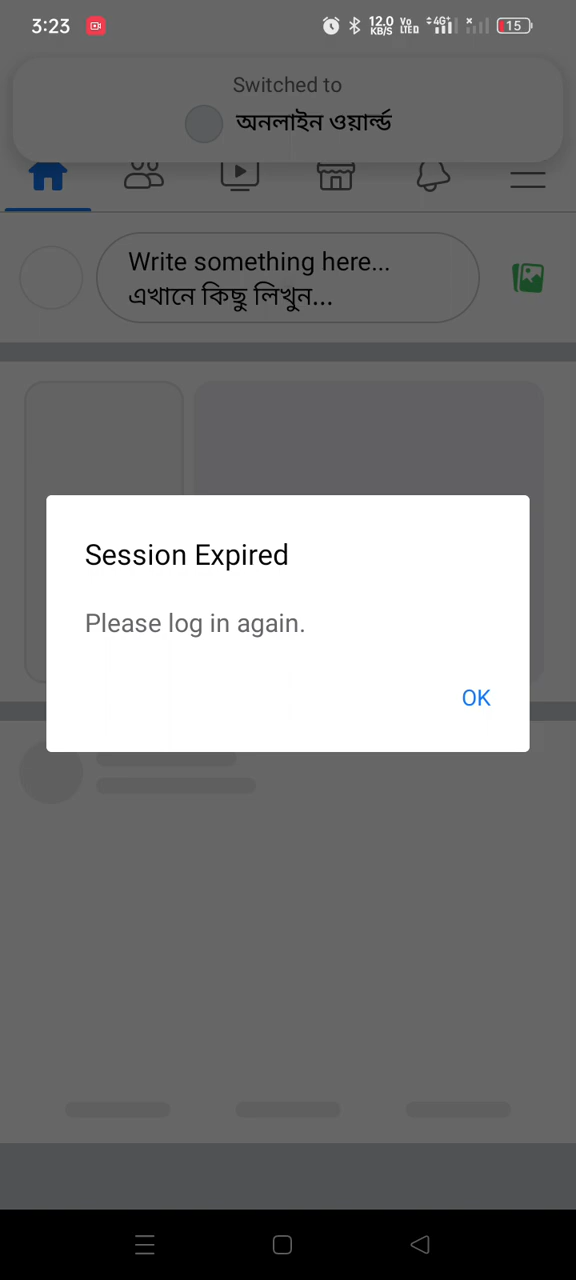 3:23
12.0 KB/S
Vo LTE
4G+
15
Switched to
অনলাইন ওয়ার্ল্ড
Write something here...
এখানে কিছু লিখুন...
Session Expired
Please log in again.
OK